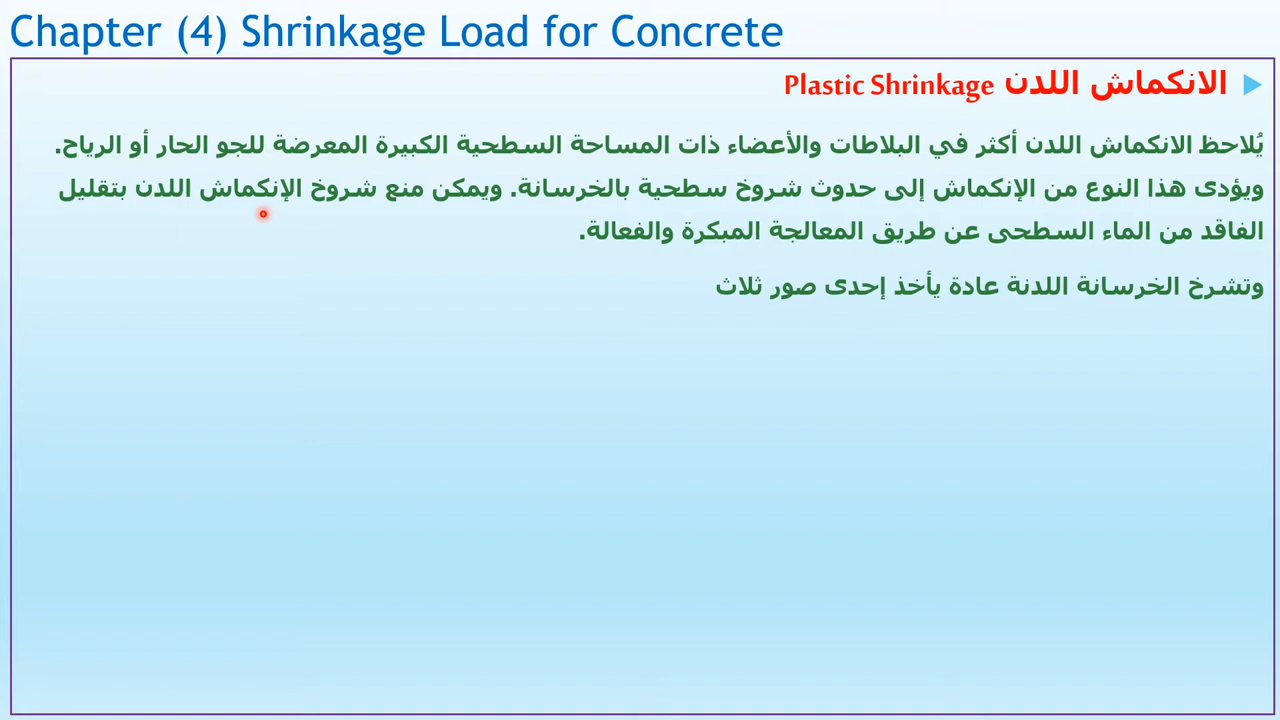 Chapter (4) Shrinkage Load for Concrete
الانكماش اللدن Plastic Shrinkage
يُلاحظ الانكماش اللدن أكثر في البلاطات والأعضاء ذات المساحة السطحية الكبيرة المعرضة للجو الحار أو الرياح.
ويؤدى هذا النوع من الإنكماش إلى حدوث شروخ سطحية بالخرسانة. ويمكن منع شروخ الإنكماش اللدن بتقليل
الفاقد من الماء السطحى عن طريق المعالجة المبكرة والفعالة.
وتشرخ الخرسانة اللدنة عادة يأخذ إحدى صور ثلاث